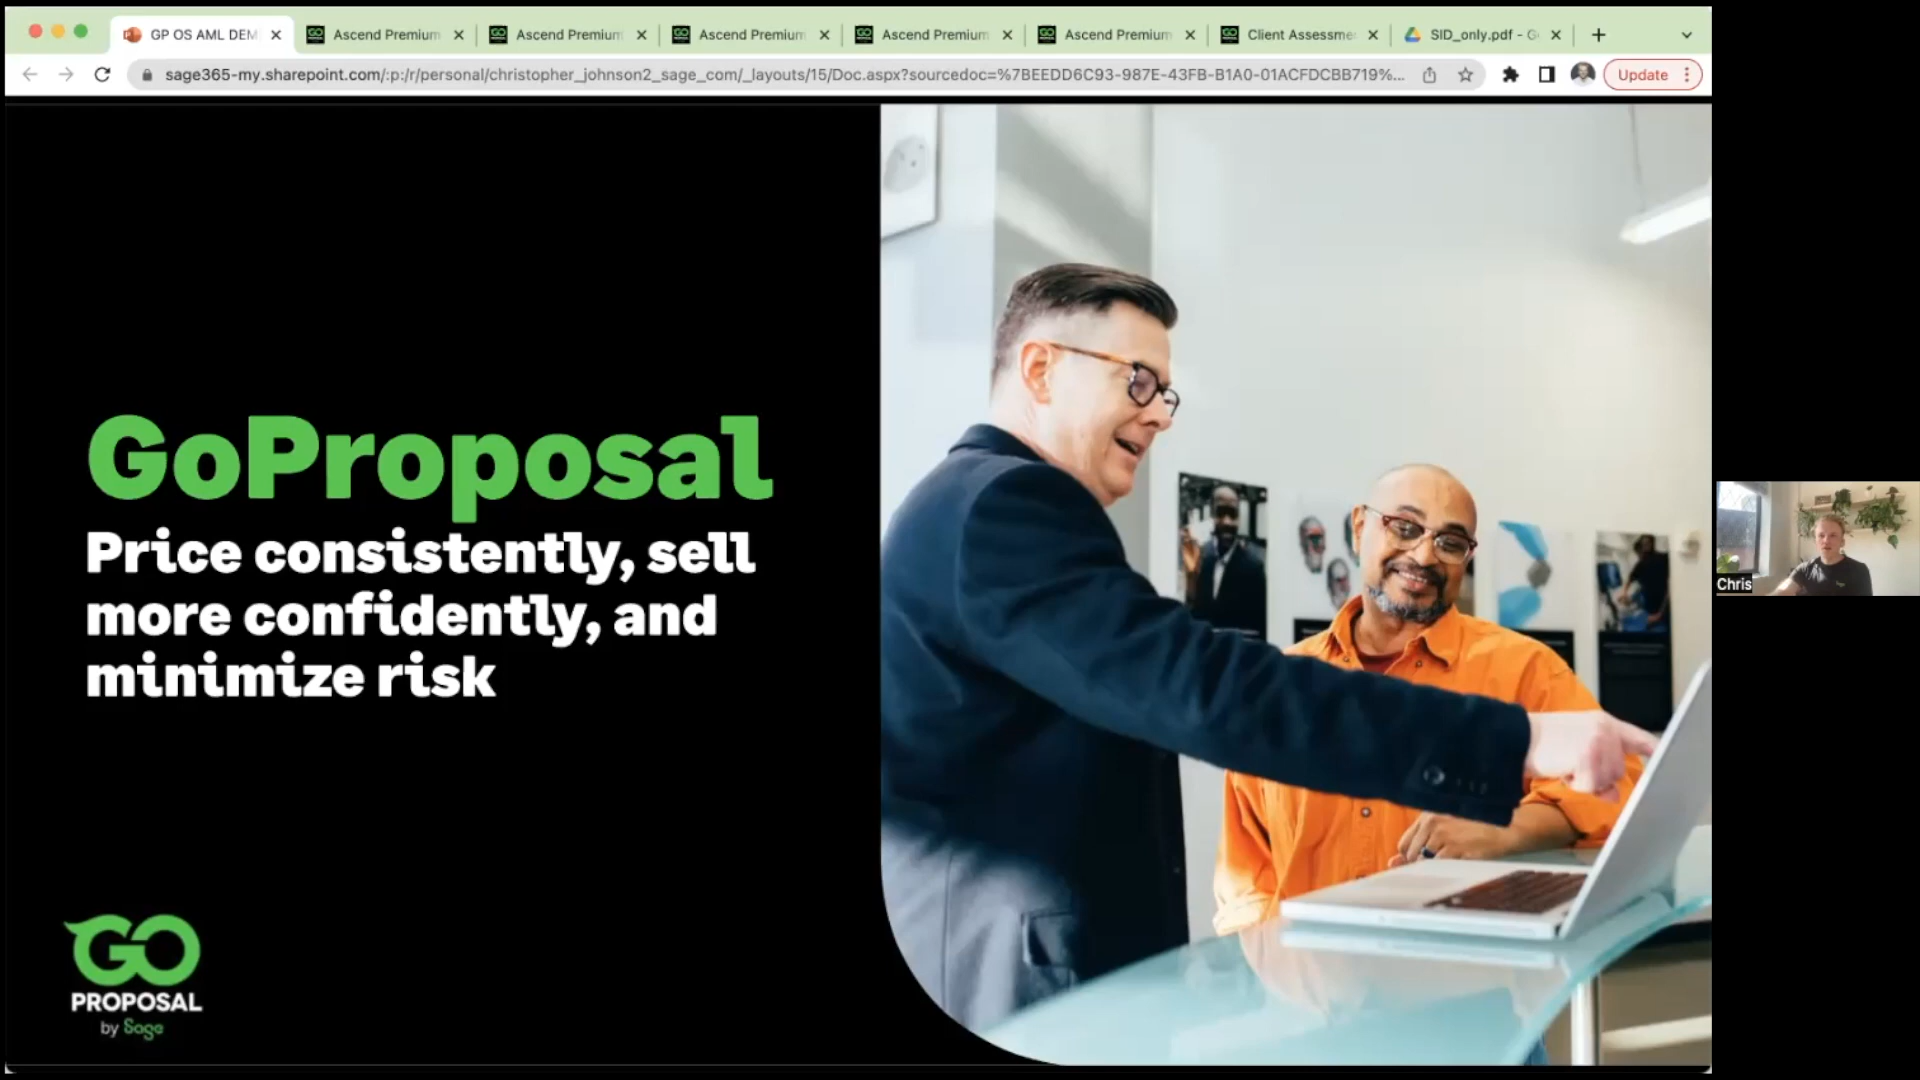 GP OS AML DEM
Ascend Premium
Ascend Premium
Ascend Premium
Ascend Premium
Ascend Premium
Client Assessme
SID_only.pdf - G
sage365-my.sharepoint.com/:p:/r/personal/christopher_johnson2_sage_com/_layouts/15/Doc.aspx?sourcedoc=%7BEEDD6C93-987E-43FB-B1A0-01ACFDCBB719%...
Update
GoProposal
Price consistently, sell
more confidently, and
minimize risk
Chris
GO
PROPOSAL
by Sage